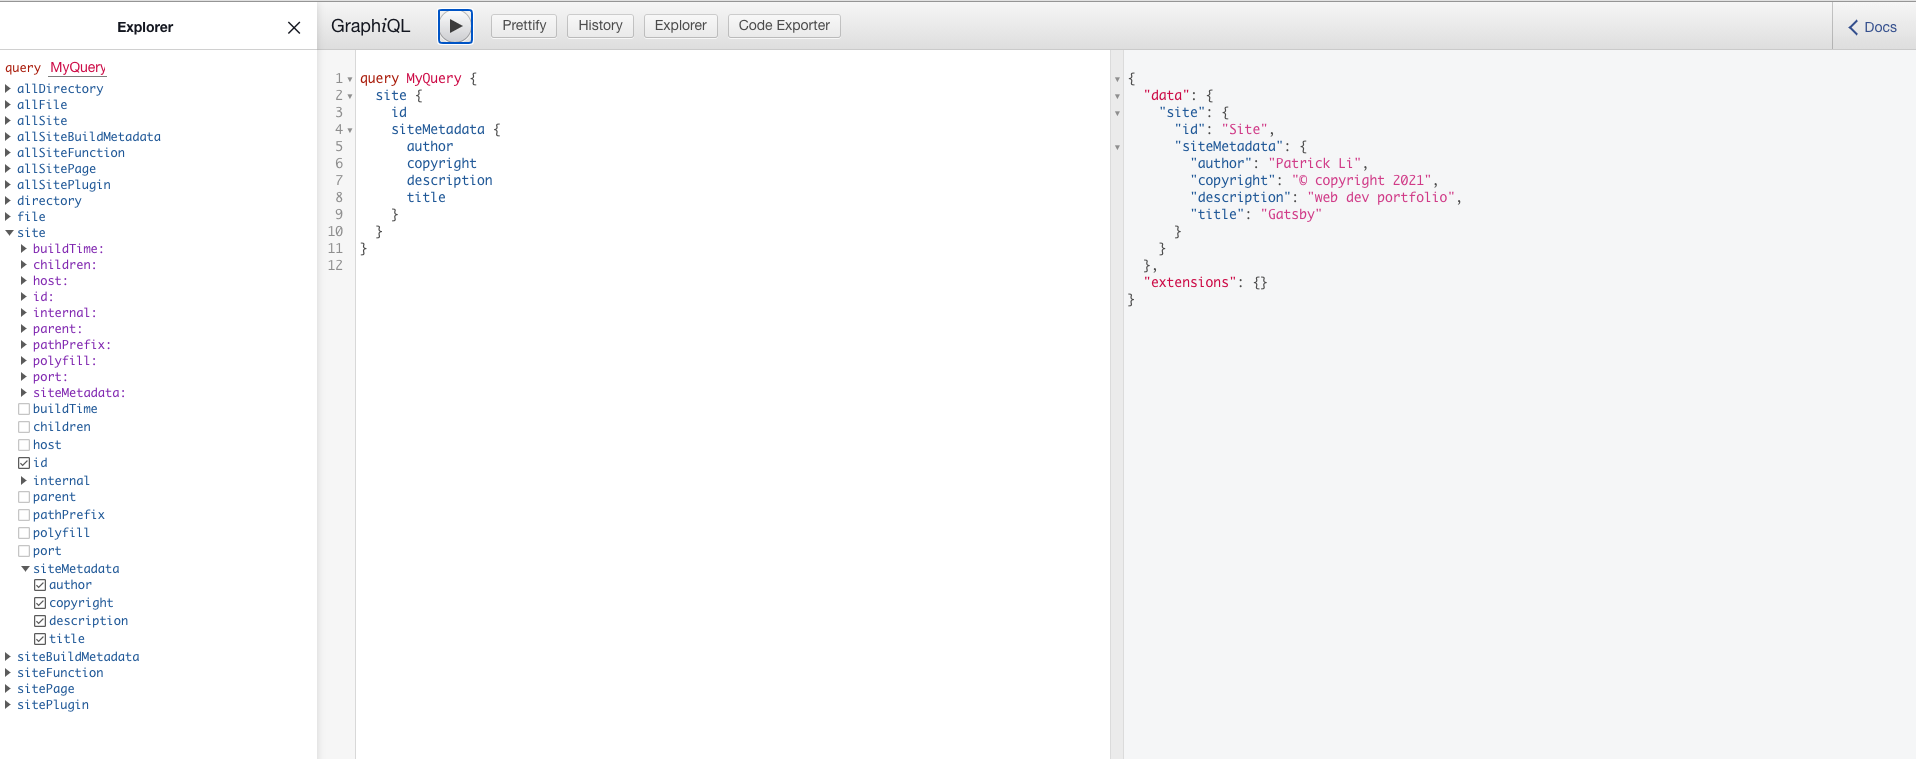 Explorer
query MyQuery
allDirectory
allFile
allSite
allSiteBuildMetadata
allSiteFunction
allSitePage
allSitePlugin
directory
file
site
buildTime:
children:
host:
id:
internal:
parent:
pathPrefix:
polyfill:
port:
siteMetadata:
buildTime
children
host
id
internal
parent
pathPrefix
polyfill
port
siteMetadata
author
copyright
description
title
siteBuildMetadata
siteFunction
sitePage
sitePlugin
GraphiQL Prettify History Explorer Code Exporter Docs
1 query MyQuery {
2 site {
3 id
4 siteMetadata {
5 author
6 copyright
7 description
8 title
9 }
10 }
11 }
12
{
"data": {
"site": {
"id": "Site",
"siteMetadata": {
"author": "Patrick Li",
"copyright": "© copyright 2021",
"description": "web dev portfolio",
"title": "Gatsby"
}
}
},
"extensions": {}
}